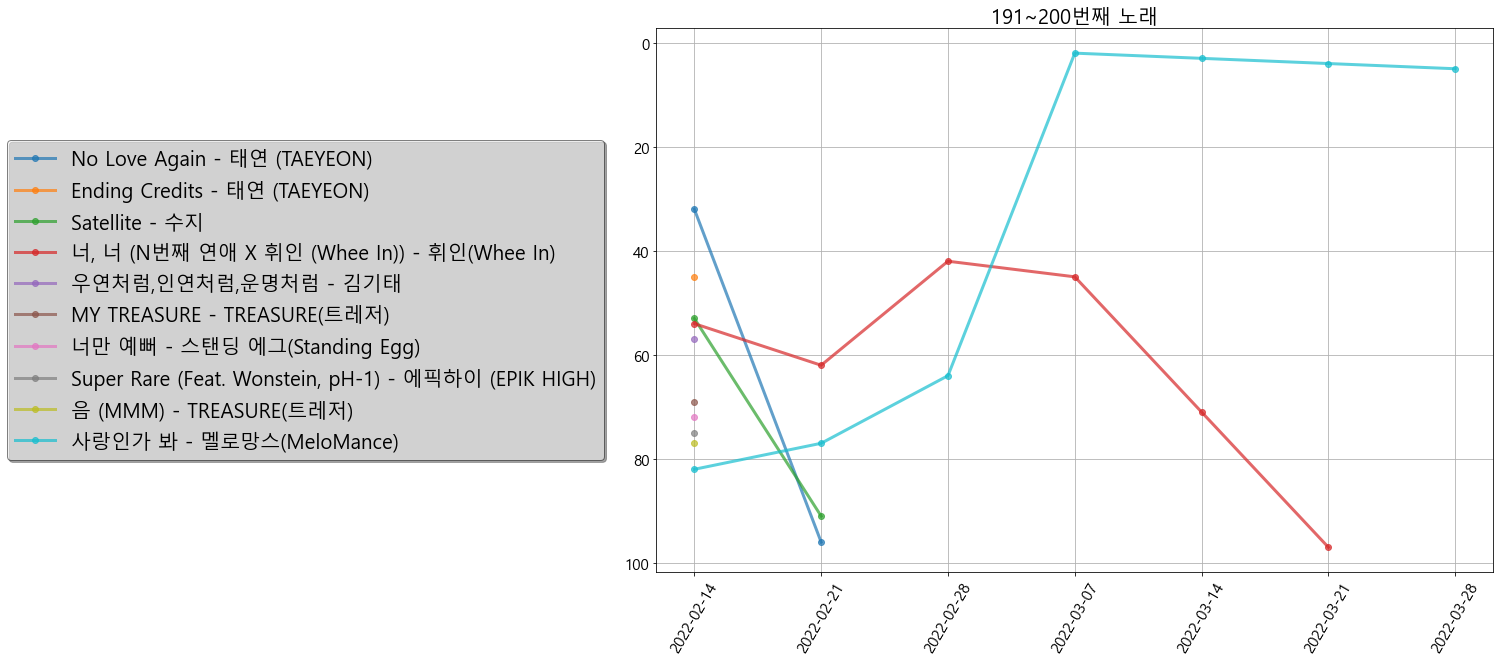 191~200번째 노래
No Love Again - 태연 (TAEYEON)
Ending Credits - 태연 (TAEYEON)
Satellite - 수지
너, 너 (N번째 연애 X 휘인 (Whee In)) - 휘인(Whee In)
우연처럼,인연처럼,운명처럼 - 김기태
MY TREASURE - TREASURE(트레저)
너만 예뻐 - 스탠딩 에그(Standing Egg)
Super Rare (Feat. Wonstein, pH-1) - 에픽하이 (EPIK HIGH)
음 (MMM) - TREASURE(트레저)
사랑인가 봐 - 멜로망스(MeloMance)
0
20
40
60
80
100
2022-02-14
2022-02-21
2022-02-28
2022-03-07
2022-03-14
2022-03-21
2022-03-28